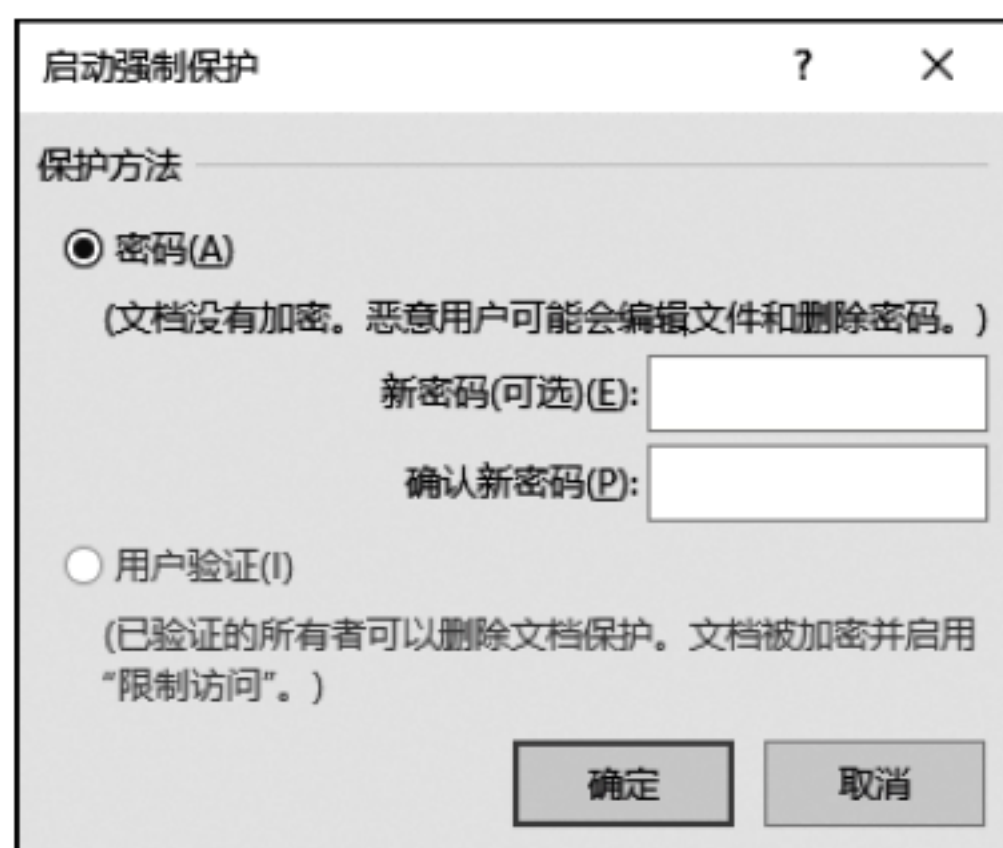 启动强制保护 ? ×
保护方法
密码(A)
(文档没有加密。恶意用户可能会编辑文件和删除密码。)
新密码(可选)(E):
确认新密码(P):
用户验证(I)
(已验证的所有者可以删除文档保护。文档被加密并启用
“限制访问”。)
确定 取消